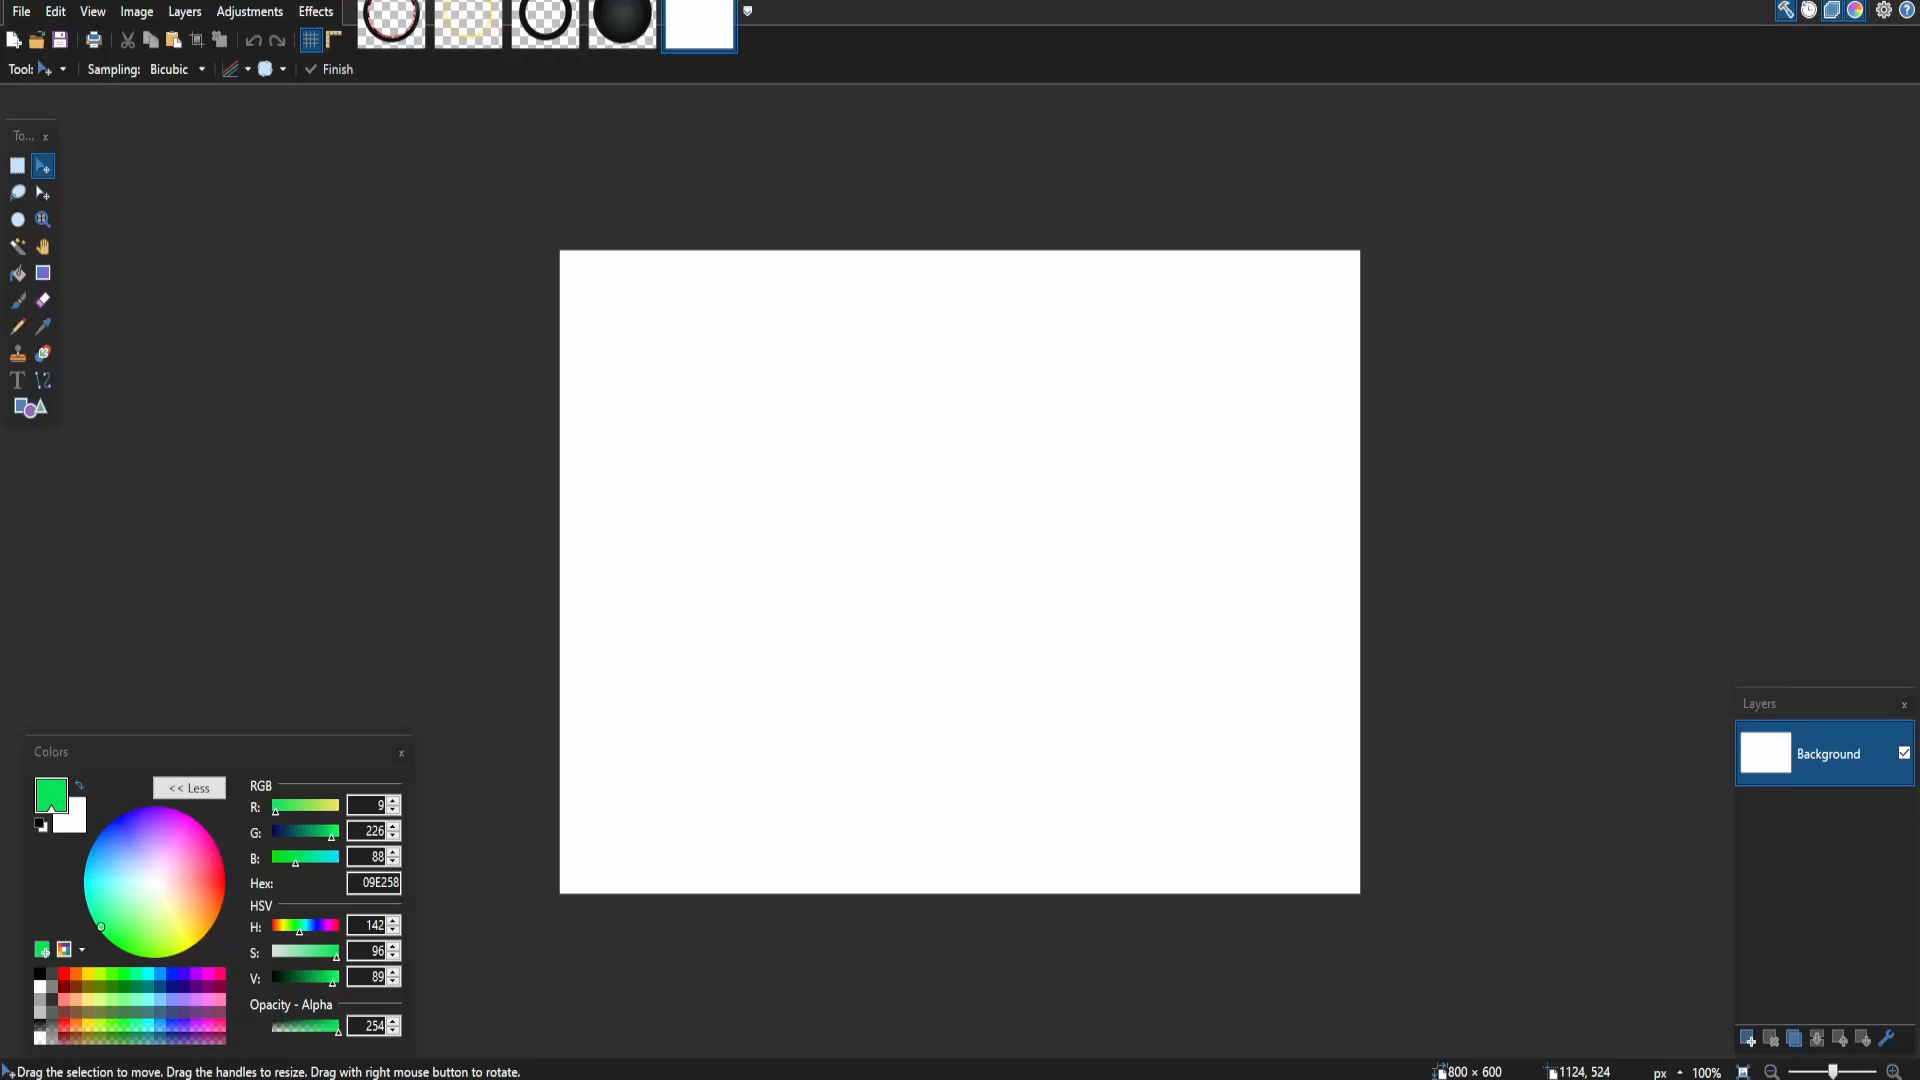 File Edit View Image Layers Adjustments Effects
Tool: Sampling: Bicubic Finish
To... x
Colors x
<< Less
RGB
R: 9
G: 226
B: 88
Hex: 09E258
HSV
H: 142
S: 96
V: 89
Opacity - Alpha
254
Layers x
Background
Drag the selection to move. Drag the handles to resize. Drag with right mouse button to rotate. 800 × 600 1124, 524 px 100%